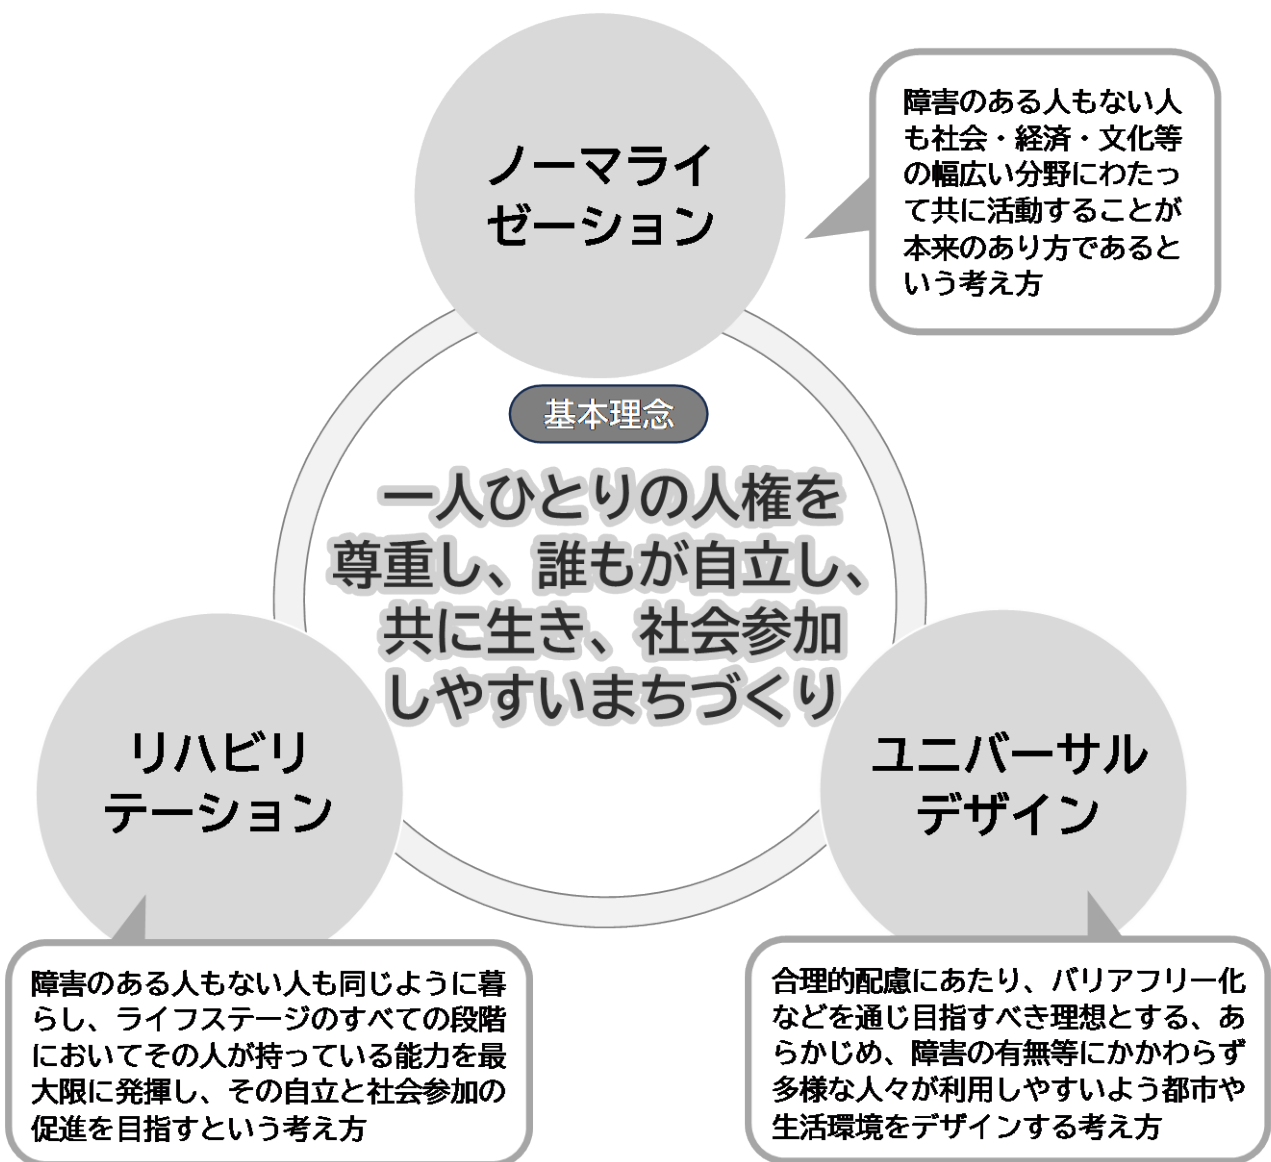 ノーマライ
ゼーション
障害のある人もない人
も社会・経済・文化等
の幅広い分野にわたっ
て共に活動することが
本来のあり方であると
いう考え方
基本理念
一人ひとりの人権を
尊重し、誰もが自立し、
共に生き、社会参加
しやすいまちづくり
リハビリ
テーション
障害のある人もない人も同じように暮
らし、ライフステージのすべての段階
においてその人が持っている能力を最
大限に発揮し、その自立と社会参加の
促進を目指すという考え方
ユニバーサル
デザイン
合理的配慮にあたり、バリアフリー化
などを通じ目指すべき理想とする、あ
らかじめ、障害の有無等にかかわらず
多様な人々が利用しやすいよう都市や
生活環境をデザインする考え方